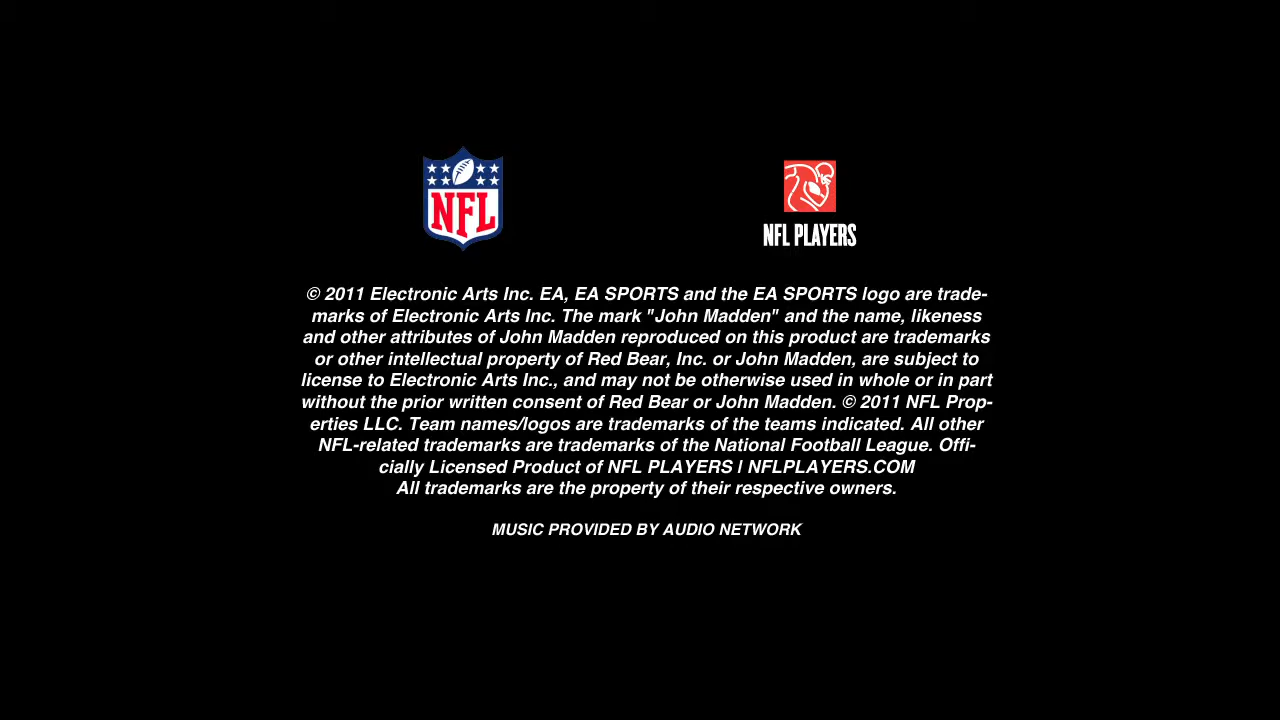 NFL
NFL PLAYERS
© 2011 Electronic Arts Inc. EA, EA SPORTS and the EA SPORTS logo are trade-
marks of Electronic Arts Inc. The mark "John Madden" and the name, likeness
and other attributes of John Madden reproduced on this product are trademarks
or other intellectual property of Red Bear, Inc. or John Madden, are subject to
license to Electronic Arts Inc., and may not be otherwise used in whole or in part
without the prior written consent of Red Bear or John Madden. © 2011 NFL Prop-
erties LLC. Team names/logos are trademarks of the teams indicated. All other
NFL-related trademarks are trademarks of the National Football League. Offi-
cially Licensed Product of NFL PLAYERS | NFLPLAYERS.COM
All trademarks are the property of their respective owners.
MUSIC PROVIDED BY AUDIO NETWORK